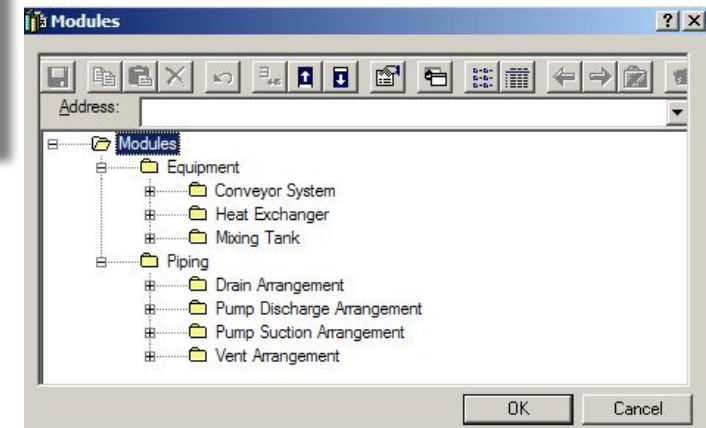 Modules
Address:
Modules
Equipment
Conveyor System
Heat Exchanger
Mixing Tank
Piping
Drain Arrangement
Pump Discharge Arrangement
Pump Suction Arrangement
Vent Arrangement
OK Cancel